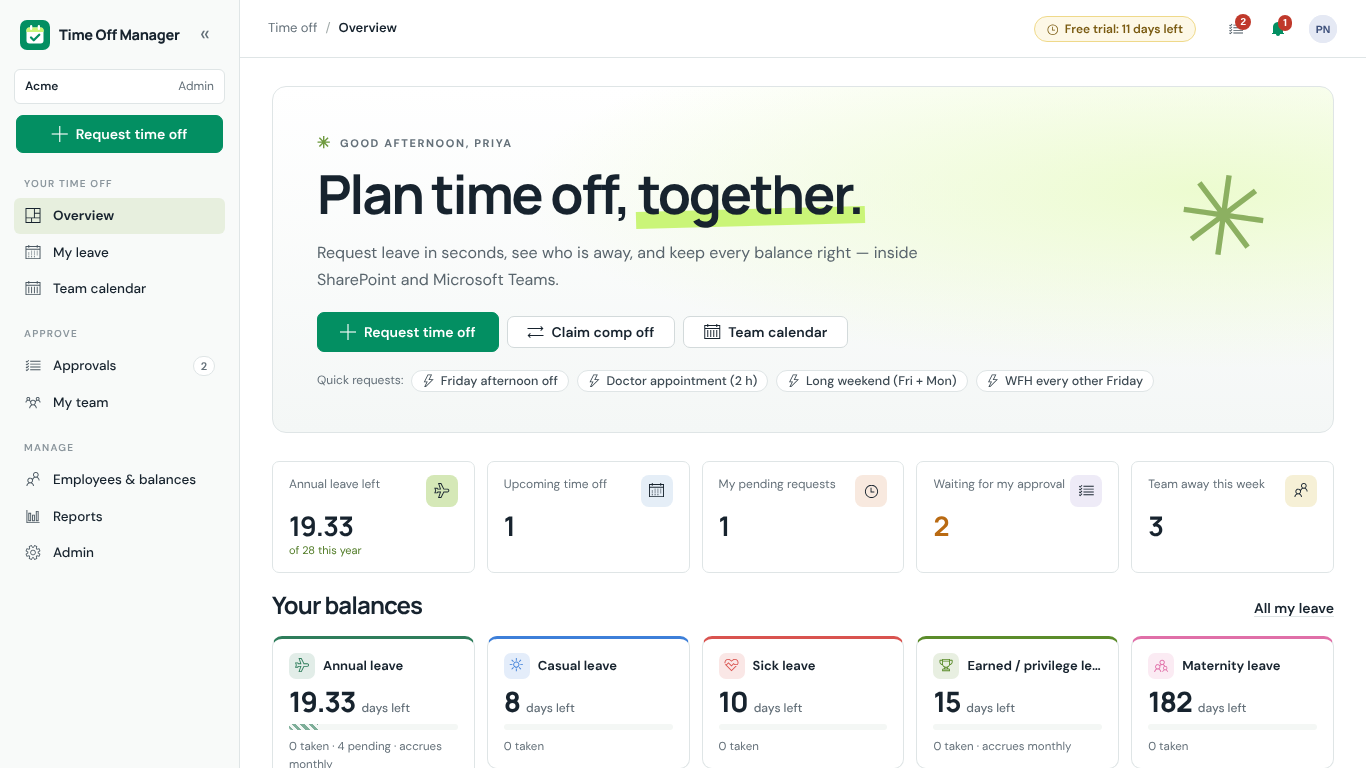 Time Off Manager
Acme Admin
Request time off
YOUR TIME OFF
Overview
My leave
Team calendar
APPROVE
Approvals 2
My team
MANAGE
Employees & balances
Reports
Admin
Time off / Overview
Free trial: 11 days left
2
1
PN
GOOD AFTERNOON, PRIYA
Plan time off, together.
Request leave in seconds, see who is away, and keep every balance right — inside
SharePoint and Microsoft Teams.
Request time off
Claim comp off
Team calendar
Quick requests: Friday afternoon off Doctor appointment (2 h) Long weekend (Fri + Mon) WFH every other Friday
Annual leave left
19.33
of 28 this year
Upcoming time off
1
My pending requests
1
Waiting for my approval
2
Team away this week
3
Your balances
All my leave
Annual leave
19.33 days left
0 taken · 4 pending · accrues
monthly
Casual leave
8 days left
0 taken
Sick leave
10 days left
0 taken
Earned / privilege le...
15 days left
0 taken · accrues monthly
Maternity leave
182 days left
0 taken